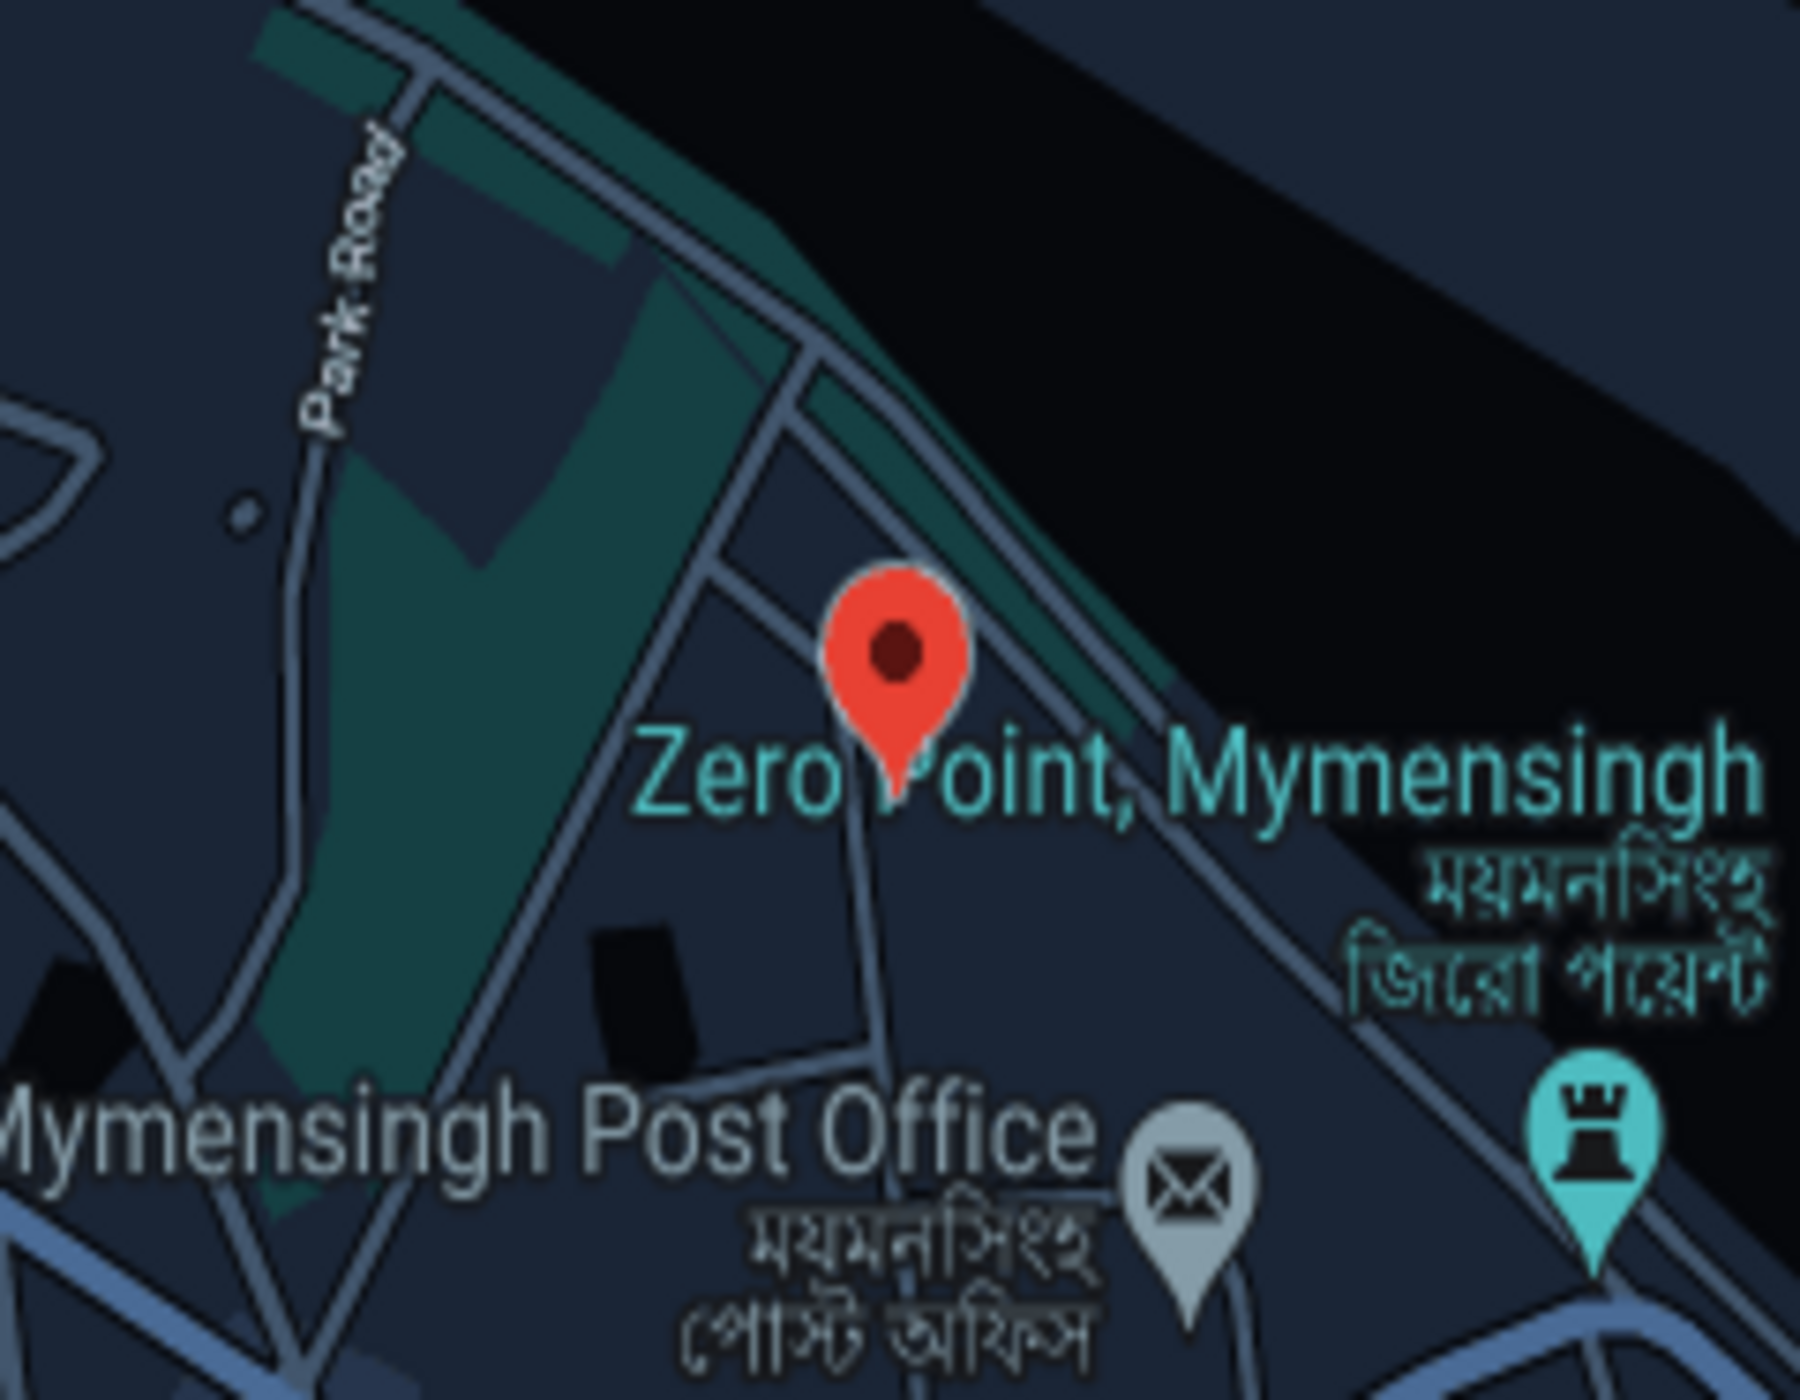 Park Road
Zero Point, Mymensingh
ময়মনসিংহ
জিরো পয়েন্ট
Mymensingh Post Office
ময়মনসিংহ
পোস্ট অফিস